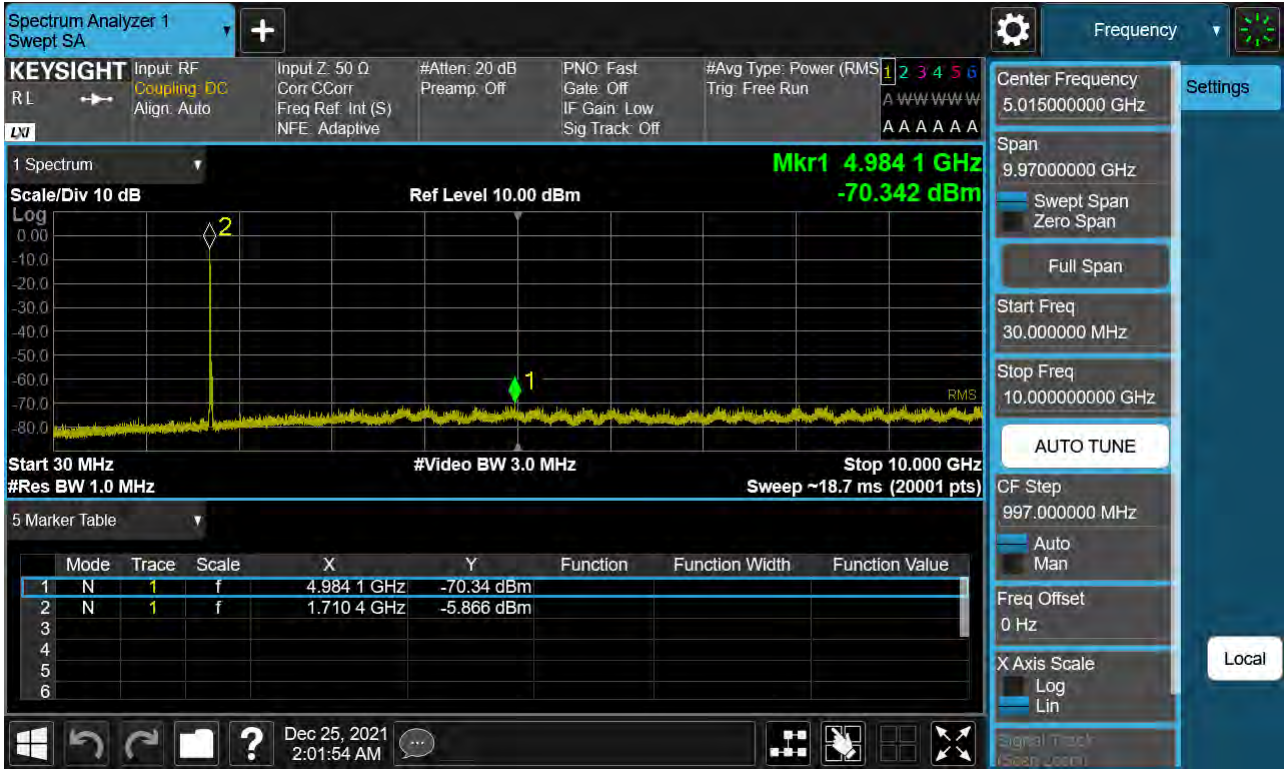 Spectrum Analyzer 1
Swept SA
+
Frequency
KEYSIGHT
RL
LXI
Input: RF
Coupling: DC
Align: Auto
Input Z: 50 Ω
Corr CCorr
Freq Ref: Int (S)
NFE: Adaptive
#Atten: 20 dB
Preamp: Off
PNO: Fast
Gate: Off
IF Gain: Low
Sig Track: Off
#Avg Type: Power (RMS
Trig: Free Run
1 2 3 4 5 6
A W W W W W
A A A A A A
1 Spectrum
Mkr1 4.984 1 GHz
Scale/Div 10 dB
Ref Level 10.00 dBm
-70.342 dBm
Log
0.00
-10.0
-20.0
-30.0
-40.0
-50.0
-60.0
-70.0
-80.0
2
1
RMS
Start 30 MHz
#Video BW 3.0 MHz
Stop 10.000 GHz
#Res BW 1.0 MHz
Sweep ~18.7 ms (20001 pts)
5 Marker Table
Mode Trace Scale X Y Function Function Width Function Value
1 N 1 f 4.984 1 GHz -70.34 dBm
2 N 1 f 1.710 4 GHz -5.866 dBm
3
4
5
6
Center Frequency
5.015000000 GHz
Settings
Span
9.97000000 GHz
Swept Span
Zero Span
Full Span
Start Freq
30.000000 MHz
Stop Freq
10.000000000 GHz
AUTO TUNE
CF Step
997.000000 MHz
Auto
Man
Freq Offset
0 Hz
X Axis Scale
Log
Lin
Signal Track
(Span Zoom)
Local
?
Dec 25, 2021
2:01:54 AM